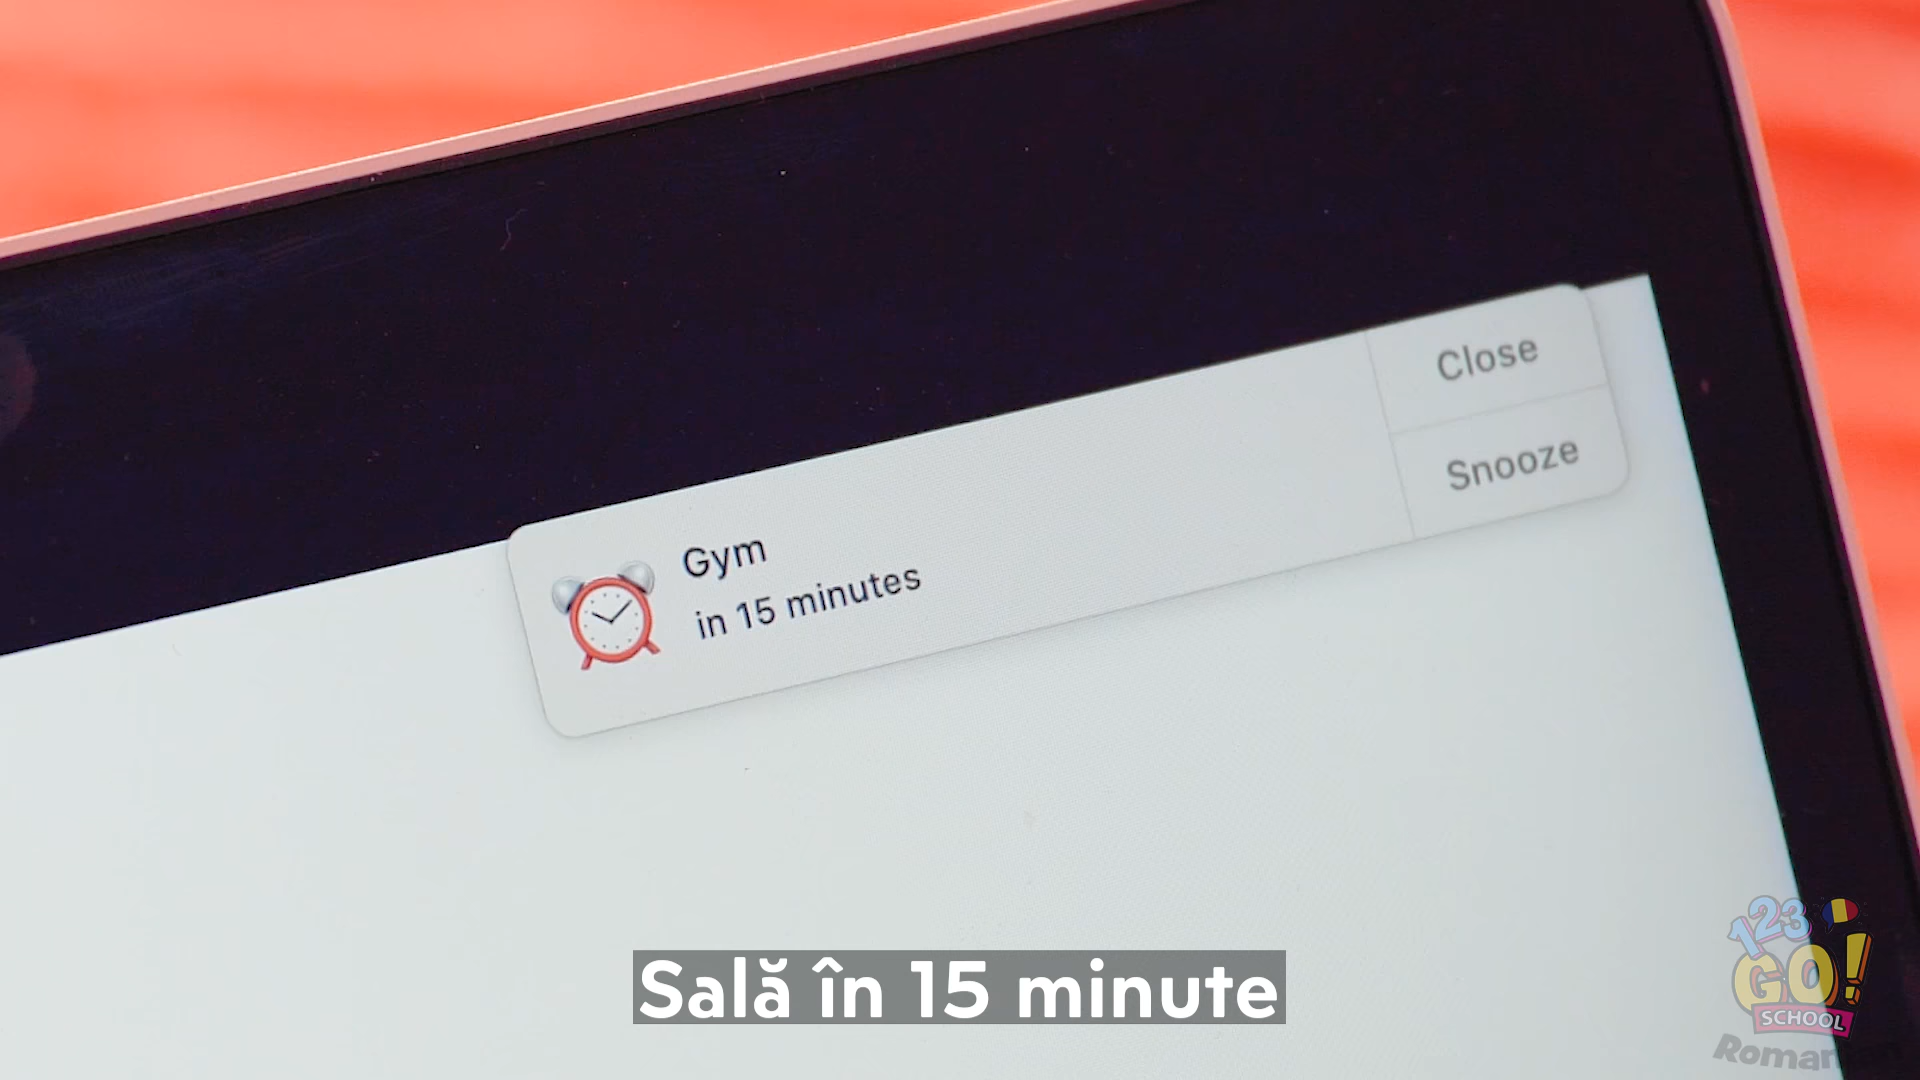 Close
Snooze
Gym
in 15 minutes
Sală în 15 minute
123
GO!
SCHOOL